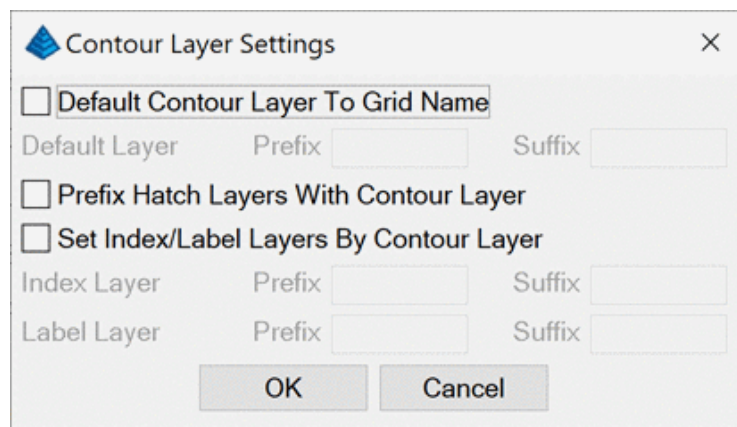 Contour Layer Settings
Default Contour Layer To Grid Name
Default Layer Prefix Suffix
Prefix Hatch Layers With Contour Layer
Set Index/Label Layers By Contour Layer
Index Layer Prefix Suffix
Label Layer Prefix Suffix
OK Cancel